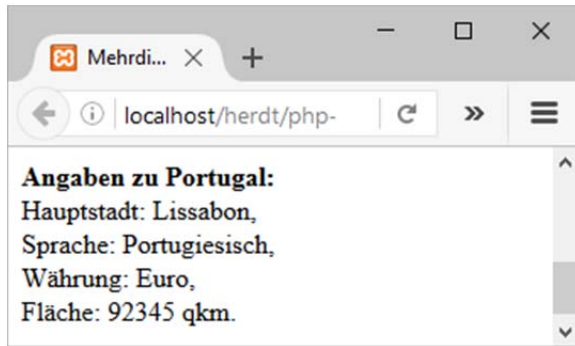 Mehrdi...
localhost/herdt/php-
Angaben zu Portugal:
Hauptstadt: Lissabon,
Sprache: Portugiesisch,
Währung: Euro,
Fläche: 92345 qkm.